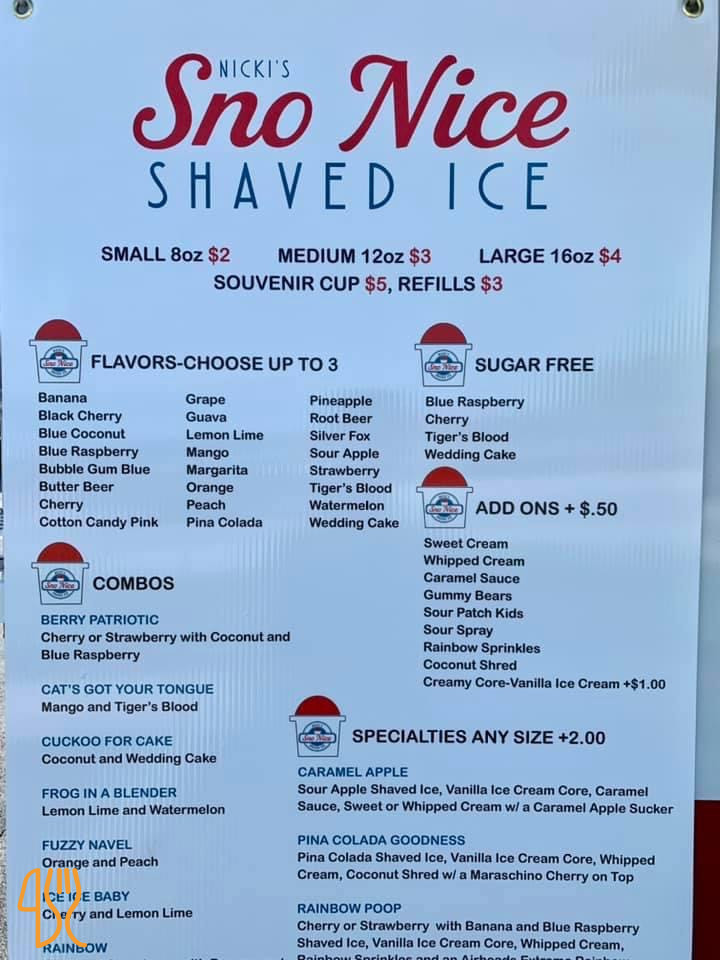 NICKI'S
Sno Nice
SHAVED ICE
SMALL 8oz $2 MEDIUM 12oz $3 LARGE 16oz $4
SOUVENIR CUP $5, REFILLS $3
FLAVORS-CHOOSE UP TO 3
Banana
Black Cherry
Blue Coconut
Blue Raspberry
Bubble Gum Blue
Butter Beer
Cherry
Cotton Candy Pink
Grape
Guava
Lemon Lime
Mango
Margarita
Orange
Peach
Pina Colada
Pineapple
Root Beer
Silver Fox
Sour Apple
Strawberry
Tiger's Blood
Watermelon
Wedding Cake
SUGAR FREE
Blue Raspberry
Cherry
Tiger's Blood
Wedding Cake
ADD ONS + $.50
Sweet Cream
Whipped Cream
Caramel Sauce
Gummy Bears
Sour Patch Kids
Sour Spray
Rainbow Sprinkles
Coconut Shred
Creamy Core-Vanilla Ice Cream +$1.00
COMBOS
BERRY PATRIOTIC
Cherry or Strawberry with Coconut and
Blue Raspberry
CAT'S GOT YOUR TONGUE
Mango and Tiger's Blood
CUCKOO FOR CAKE
Coconut and Wedding Cake
FROG IN A BLENDER
Lemon Lime and Watermelon
FUZZY NAVEL
Orange and Peach
ICE ICE BABY
Cherry and Lemon Lime
RAINBOW
SPECIALTIES ANY SIZE +2.00
CARAMEL APPLE
Sour Apple Shaved Ice, Vanilla Ice Cream Core, Caramel
Sauce, Sweet or Whipped Cream w/ a Caramel Apple Sucker
PINA COLADA GOODNESS
Pina Colada Shaved Ice, Vanilla Ice Cream Core, Whipped
Cream, Coconut Shred w/ a Maraschino Cherry on Top
RAINBOW POOP
Cherry or Strawberry with Banana and Blue Raspberry
Shaved Ice, Vanilla Ice Cream Core, Whipped Cream,
Rainbow Sprinkles and an Airheads Extreme Rainbow